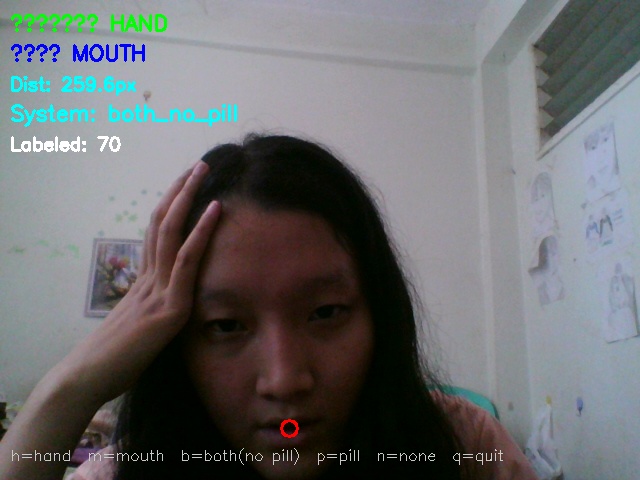 ??????? HAND
???? MOUTH
Dist: 259.6px
System: both_no_pill
Labeled: 70
h=hand m=mouth b=both(no pill) p=pill n=none q=quit